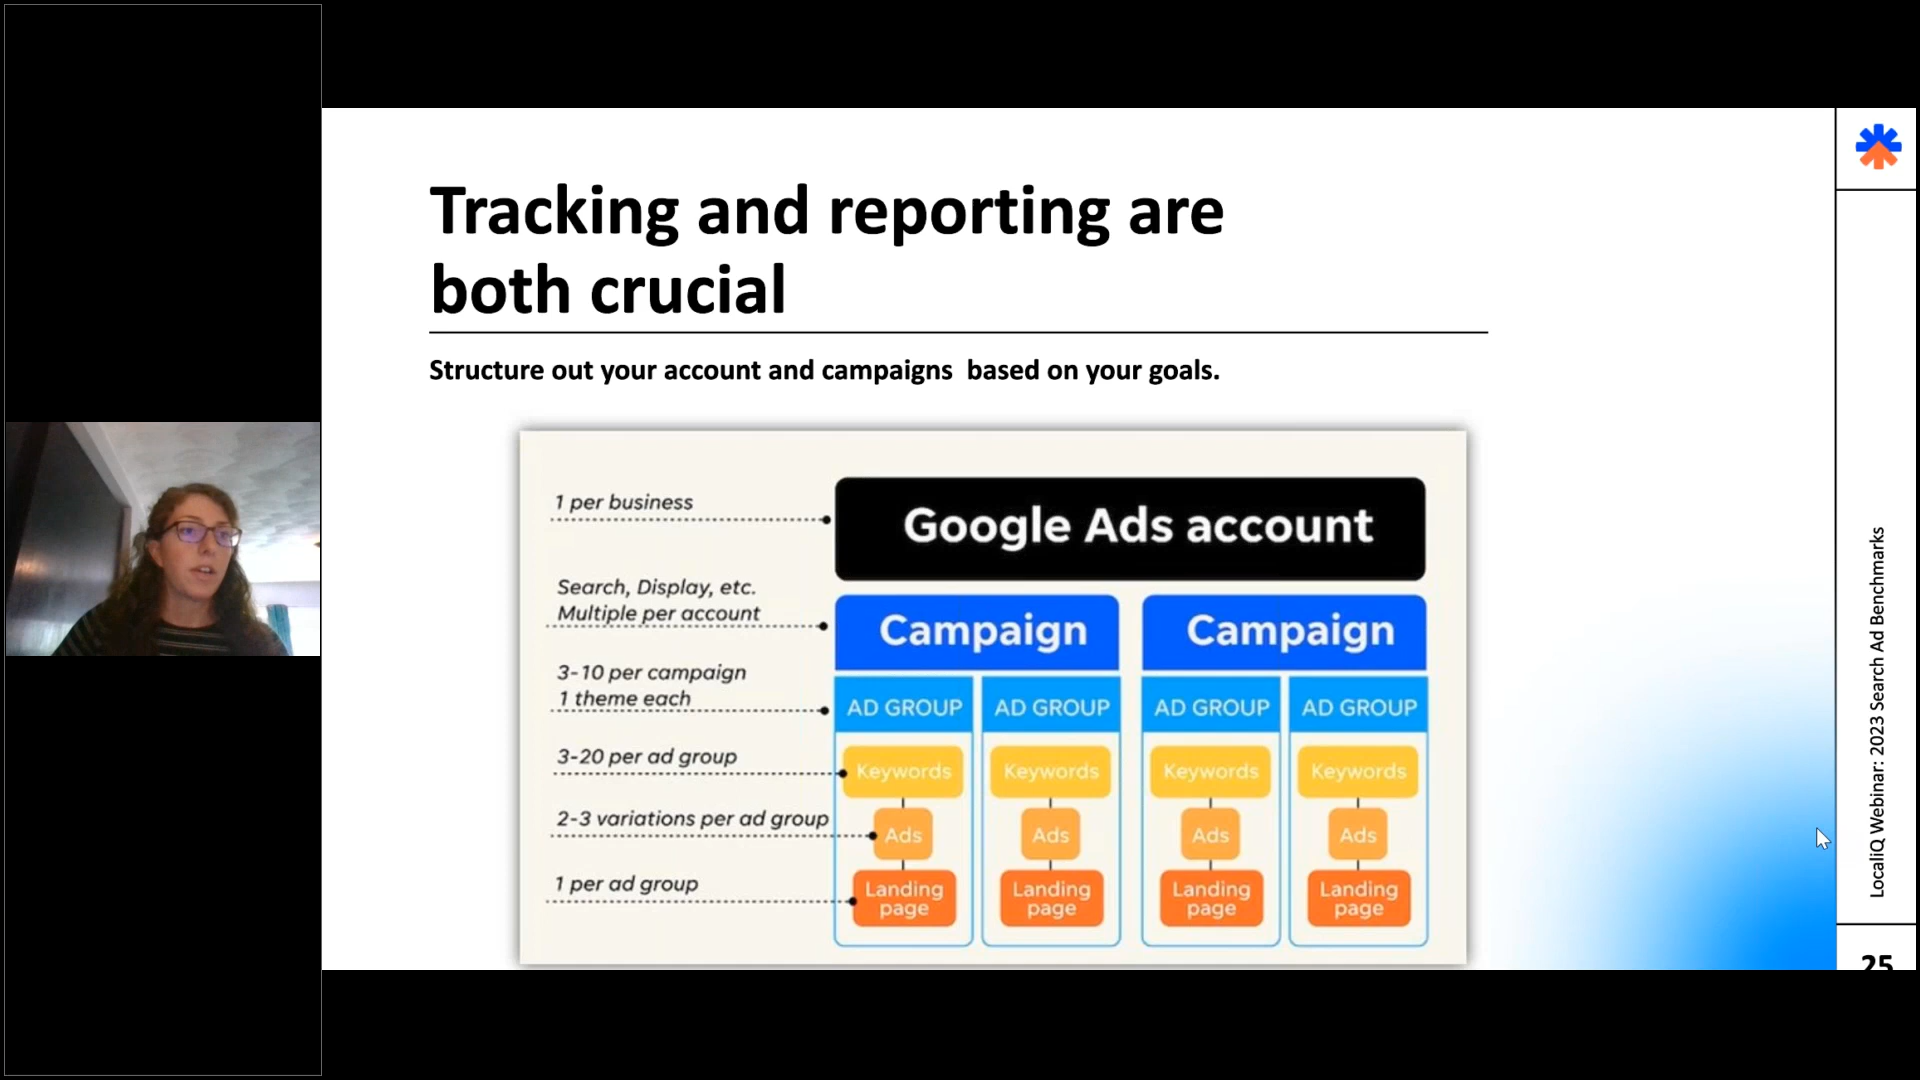 Tracking and reporting are
both crucial
Structure out your account and campaigns  based on your goals.
1 per business
Google Ads account
Search, Display, etc.
Multiple per account
Campaign
Campaign
3-10 per campaign
1 theme each
AD GROUP
AD GROUP
AD GROUP
AD GROUP
3-20 per ad group
Keywords
Keywords
Keywords
Keywords
2-3 variations per ad group
Ads
Ads
Ads
Ads
1 per ad group
Landing
page
Landing
page
Landing
page
Landing
page
LocaliQ Webinar: 2023 Search Ad Benchmarks
25